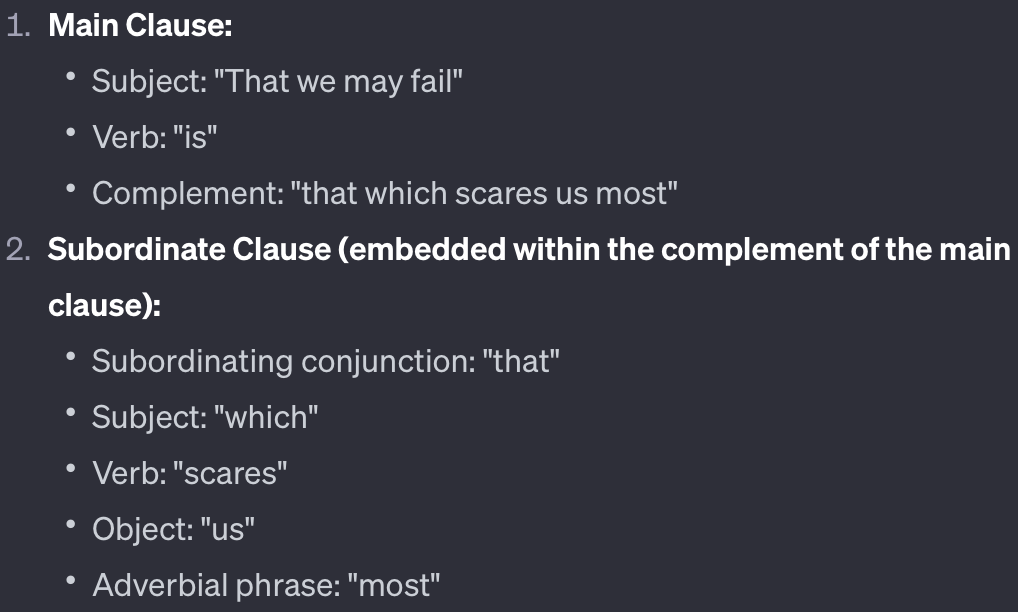 1. Main Clause:
• Subject: "That we may fail"
• Verb: "is"
• Complement: "that which scares us most"
2. Subordinate Clause (embedded within the complement of the main
clause):
• Subordinating conjunction: "that"
• Subject: "which"
• Verb: "scares"
• Object: "us"
• Adverbial phrase: "most"